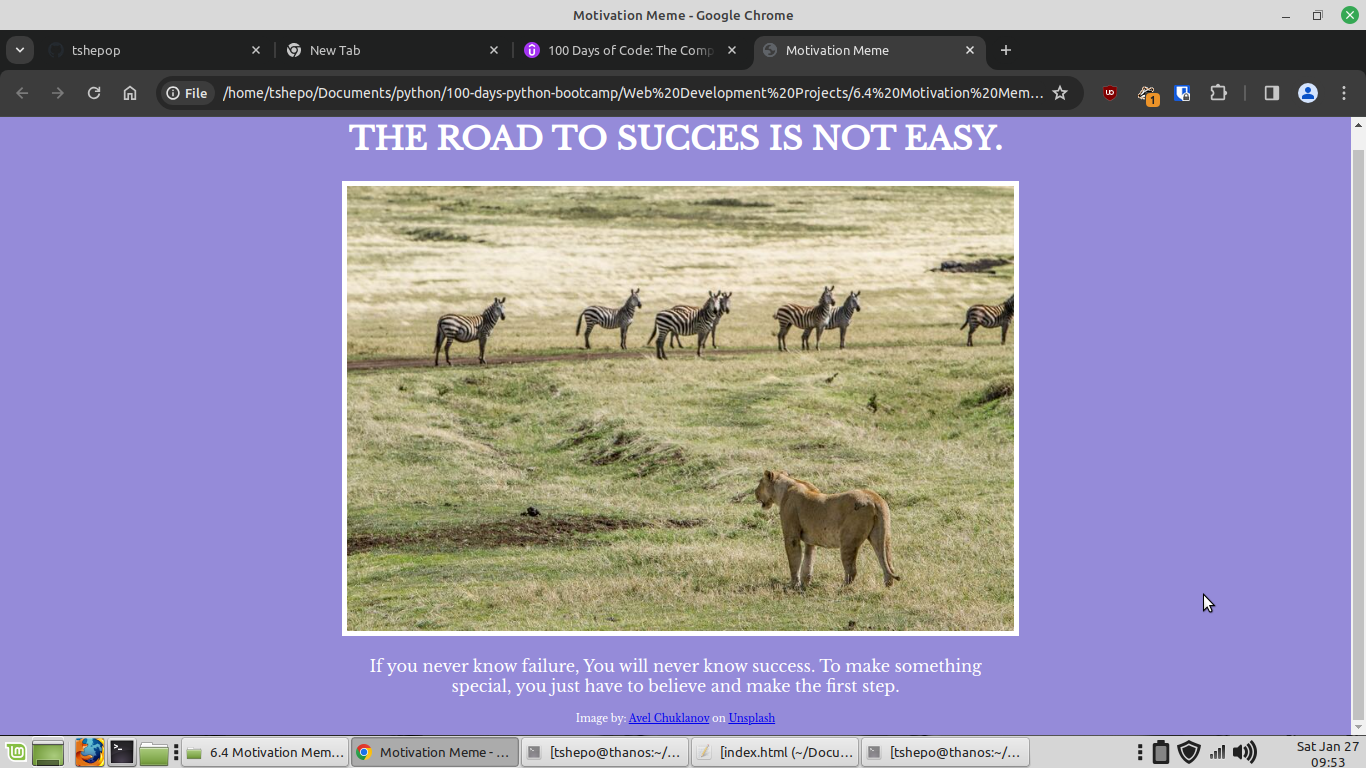 Motivation Meme - Google Chrome
tshepop
New Tab
100 Days of Code: The Comp
Motivation Meme
File
/home/tshepo/Documents/python/100-days-python-bootcamp/Web%20Development%20Projects/6.4%20Motivation%20Mem…
1
THE ROAD TO SUCCES IS NOT EASY.
If you never know failure, You will never know success. To make something
special, you just have to believe and make the first step.
Image by: Avel Chuklanov on Unsplash
6.4 Motivation Mem…
Motivation Meme - …
[tshepo@thanos:~/…
[index.html (~/Docu…
[tshepo@thanos:~/…
Sat Jan 27
09:53